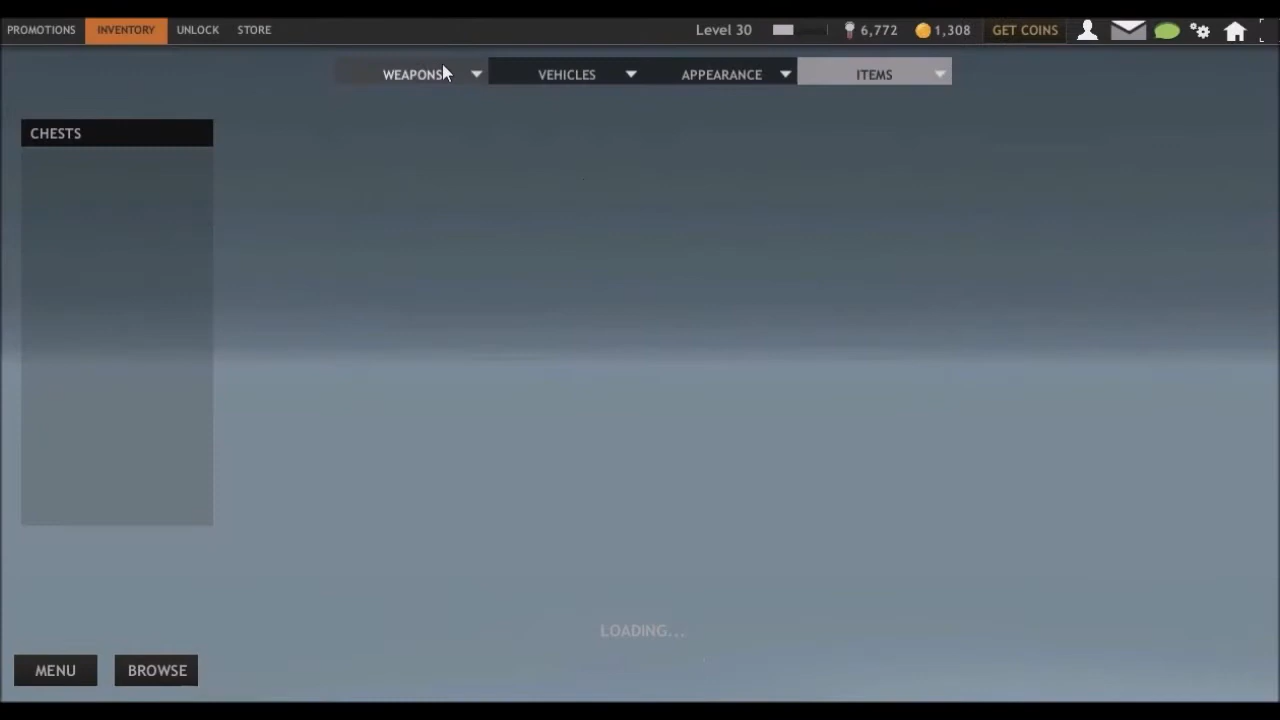 PROMOTIONS INVENTORY UNLOCK STORE Level 30 6,772 1,308 GET COINS
WEAPONS VEHICLES APPEARANCE ITEMS
CHESTS
LOADING...
MENU BROWSE